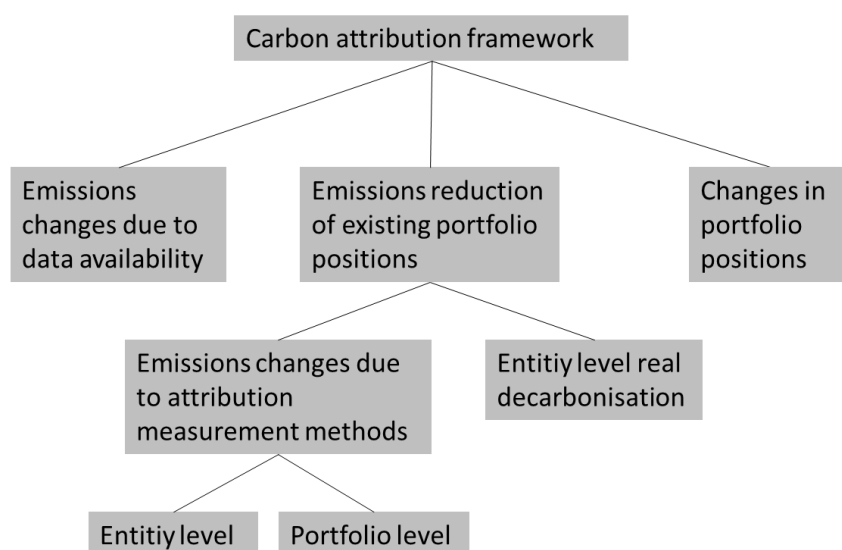 Carbon attribution framework
Emissions
changes due to
data availability
Emissions reduction
of existing portfolio
positions
Changes in
portfolio
positions
Emissions changes due
to attribution
measurement methods
Entitiy level real
decarbonisation
Entitiy level
Portfolio level